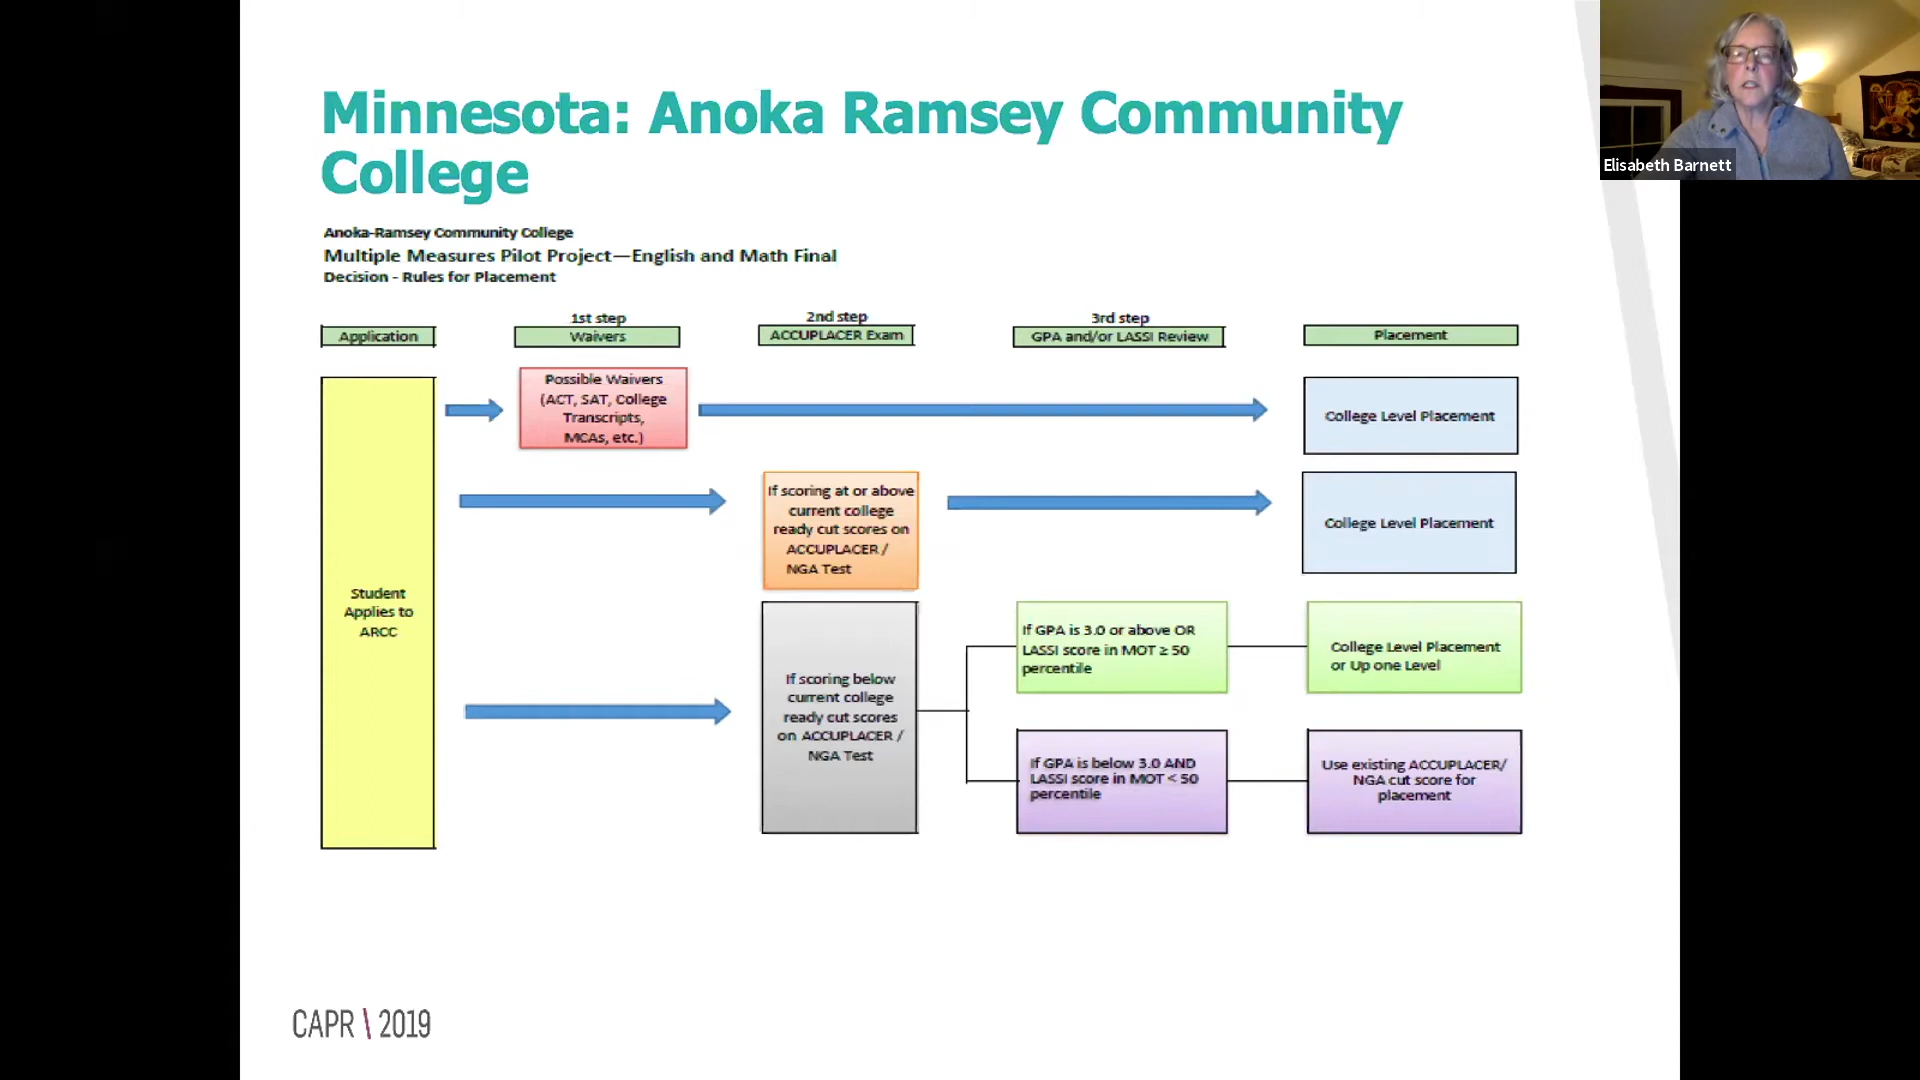 Minnesota: Anoka Ramsey Community
College
Elisabeth Barnett
Anoka-Ramsey Community College
Multiple Measures Pilot Project—English and Math Final
Decision - Rules for Placement
1st step
2nd step
3rd step
Application
Waivers
ACCUPLACER Exam
GPA and/or LASSI Review
Placement
Student
Applies to
ARCC
Possible Waivers
(ACT, SAT, College
Transcripts,
MCAs, etc.)
College Level Placement
If scoring at or above
current college
ready cut scores on
ACCUPLACER /
NGA Test
College Level Placement
If scoring below
current college
ready cut scores
on ACCUPLACER /
NGA Test
If GPA is 3.0 or above OR
LASSI score in MOT ≥ 50
percentile
College Level Placement
or Up one Level
If GPA is below 3.0 AND
LASSI score in MOT < 50
percentile
Use existing ACCUPLACER/
NGA cut score for
placement
CAPR \ 2019